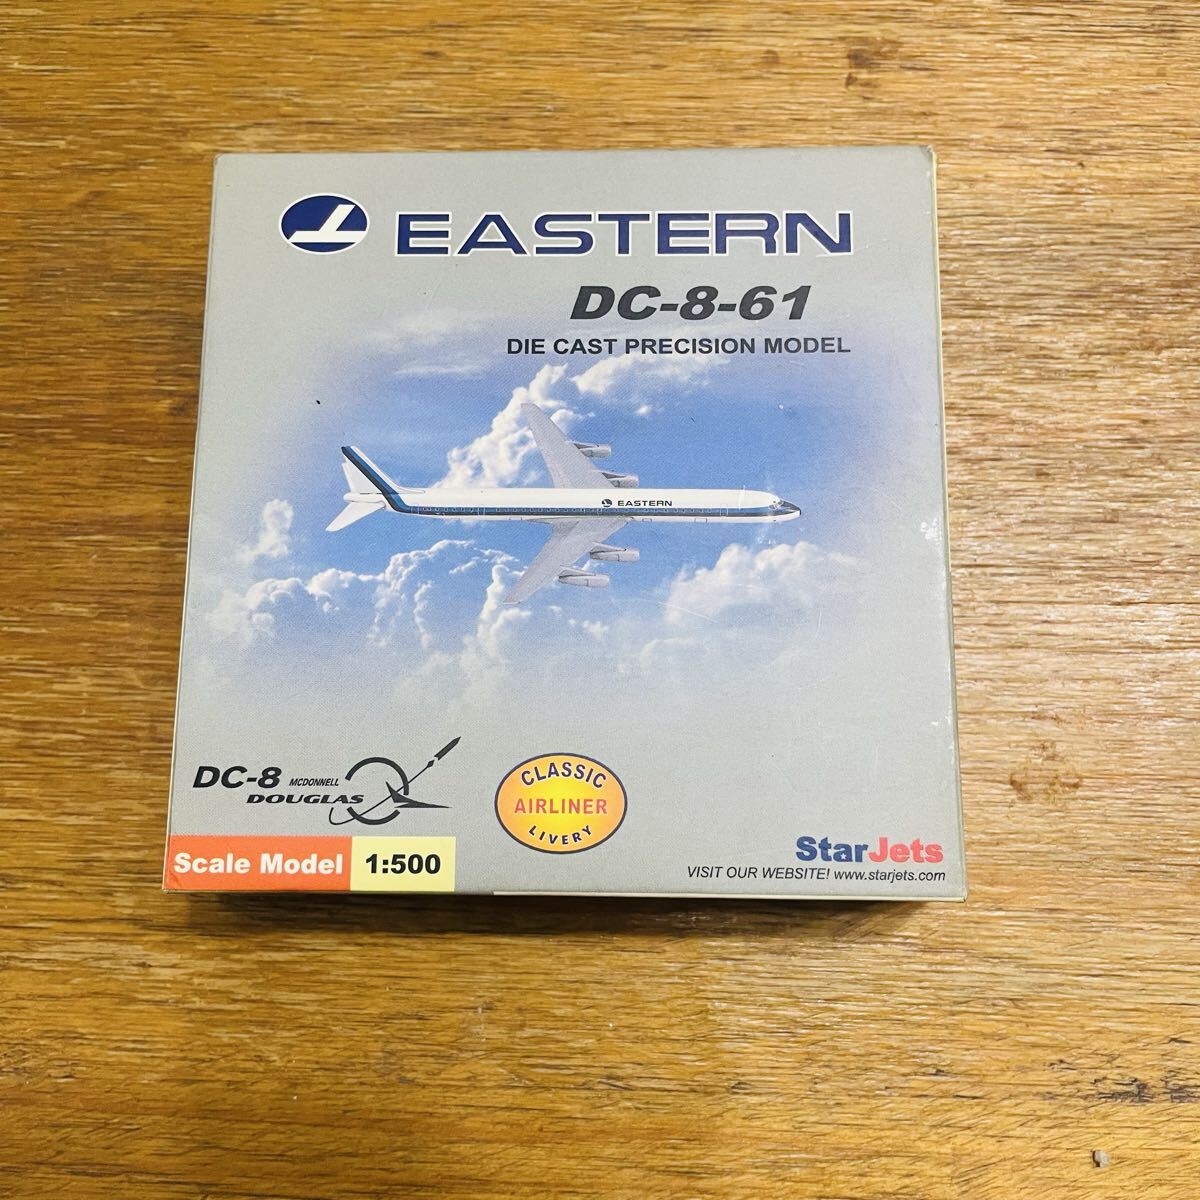 EASTERN
DC-8-61
DIE CAST PRECISION MODEL
EASTERN
DC-8 MCDONNELL
DOUGLAS
CLASSIC
AIRLINER
LIVERY
Scale Model 1:500
StarJets
VISIT OUR WEBSITE! www.starjets.com